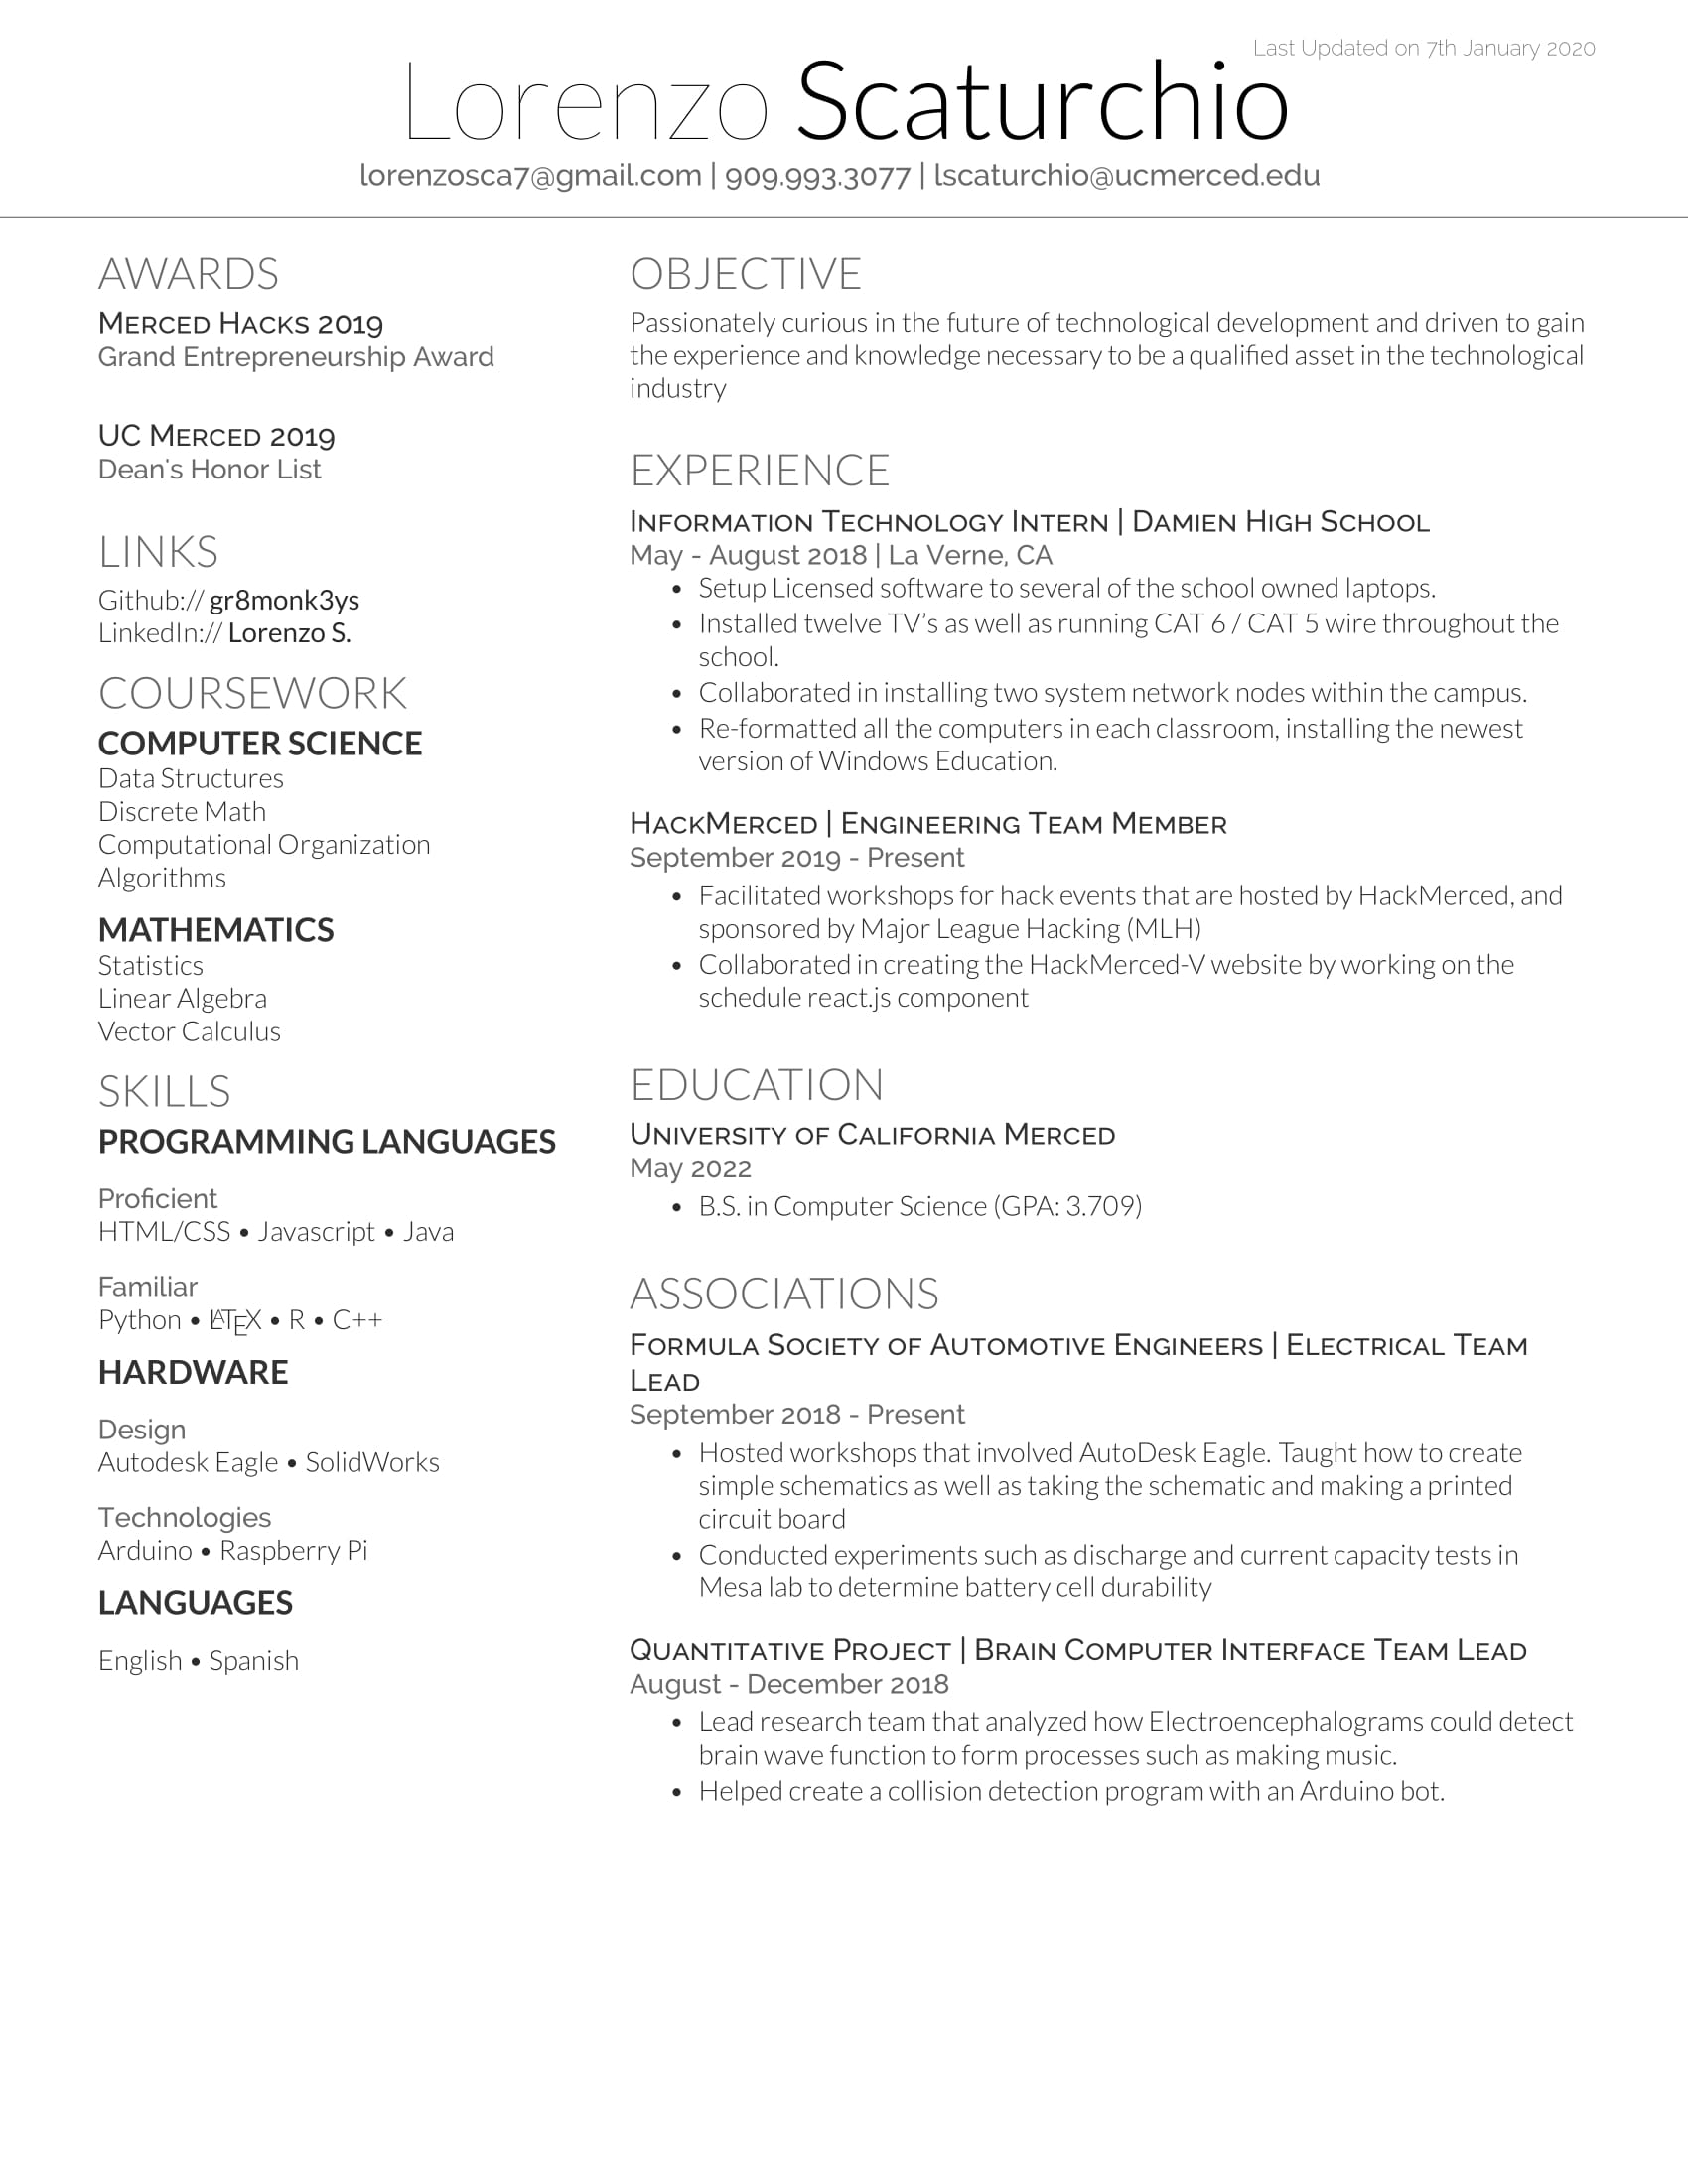 Last Updated on 7th January 2020
Lorenzo Scaturchio
lorenzosca7@gmail.com | 909.993.3077 | lscaturchio@ucmerced.edu
AWARDS
MERCED HACKS 2019
Grand Entrepreneurship Award
UC MERCED 2019
Dean's Honor List
LINKS
Github:// gr8monk3ys
LinkedIn:// Lorenzo S.
COURSEWORK
COMPUTER SCIENCE
Data Structures
Discrete Math
Computational Organization
Algorithms
MATHEMATICS
Statistics
Linear Algebra
Vector Calculus
SKILLS
PROGRAMMING LANGUAGES
Proficient
HTML/CSS • Javascript • Java
Familiar
Python • LATEX • R • C++
HARDWARE
Design
Autodesk Eagle • SolidWorks
Technologies
Arduino • Raspberry Pi
LANGUAGES
English • Spanish
OBJECTIVE
Passionately curious in the future of technological development and driven to gain
the experience and knowledge necessary to be a qualified asset in the technological
industry
EXPERIENCE
INFORMATION TECHNOLOGY INTERN | DAMIEN HIGH SCHOOL
May - August 2018 | La Verne, CA
• Setup Licensed software to several of the school owned laptops.
• Installed twelve TV's as well as running CAT 6 / CAT 5 wire throughout the
school.
• Collaborated in installing two system network nodes within the campus.
• Re-formatted all the computers in each classroom, installing the newest
version of Windows Education.
HACKMERCED | ENGINEERING TEAM MEMBER
September 2019 - Present
• Facilitated workshops for hack events that are hosted by HackMerced, and
sponsored by Major League Hacking (MLH)
• Collaborated in creating the HackMerced-V website by working on the
schedule react.js component
EDUCATION
UNIVERSITY OF CALIFORNIA MERCED
May 2022
• B.S. in Computer Science (GPA: 3.709)
ASSOCIATIONS
FORMULA SOCIETY OF AUTOMOTIVE ENGINEERS | ELECTRICAL TEAM
LEAD
September 2018 - Present
• Hosted workshops that involved AutoDesk Eagle. Taught how to create
simple schematics as well as taking the schematic and making a printed
circuit board
• Conducted experiments such as discharge and current capacity tests in
Mesa lab to determine battery cell durability
QUANTITATIVE PROJECT | BRAIN COMPUTER INTERFACE TEAM LEAD
August - December 2018
• Lead research team that analyzed how Electroencephalograms could detect
brain wave function to form processes such as making music.
• Helped create a collision detection program with an Arduino bot.